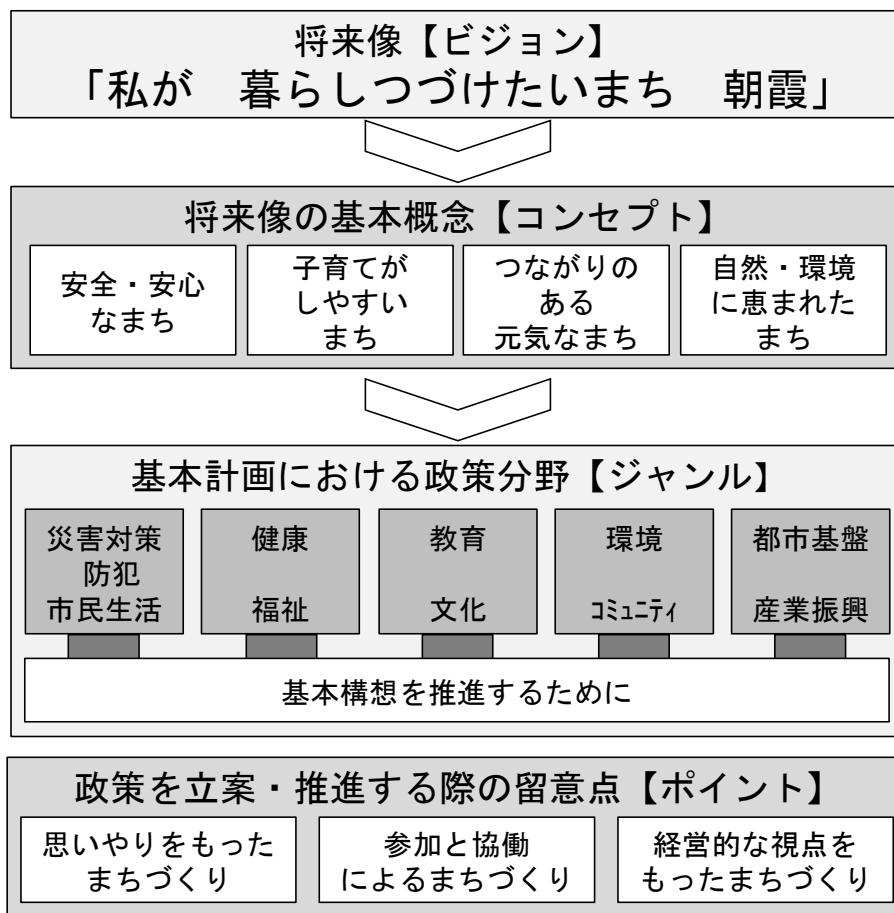 将来像【ビジョン】
「私が　暮らしつづけたいまち　朝霞」
将来像の基本概念【コンセプト】
安全・安心
なまち
子育てが
しやすい
まち
つながりの
ある
元気なまち
自然・環境
に恵まれた
まち
基本計画における政策分野【ジャンル】
災害対策
防犯
市民生活
健康
福祉
教育
文化
環境
ｺﾐｭﾆﾃｨ
都市基盤
産業振興
基本構想を推進するために
政策を立案・推進する際の留意点【ポイント】
思いやりをもった
まちづくり
参加と協働
によるまちづくり
経営的な視点を
もったまちづくり